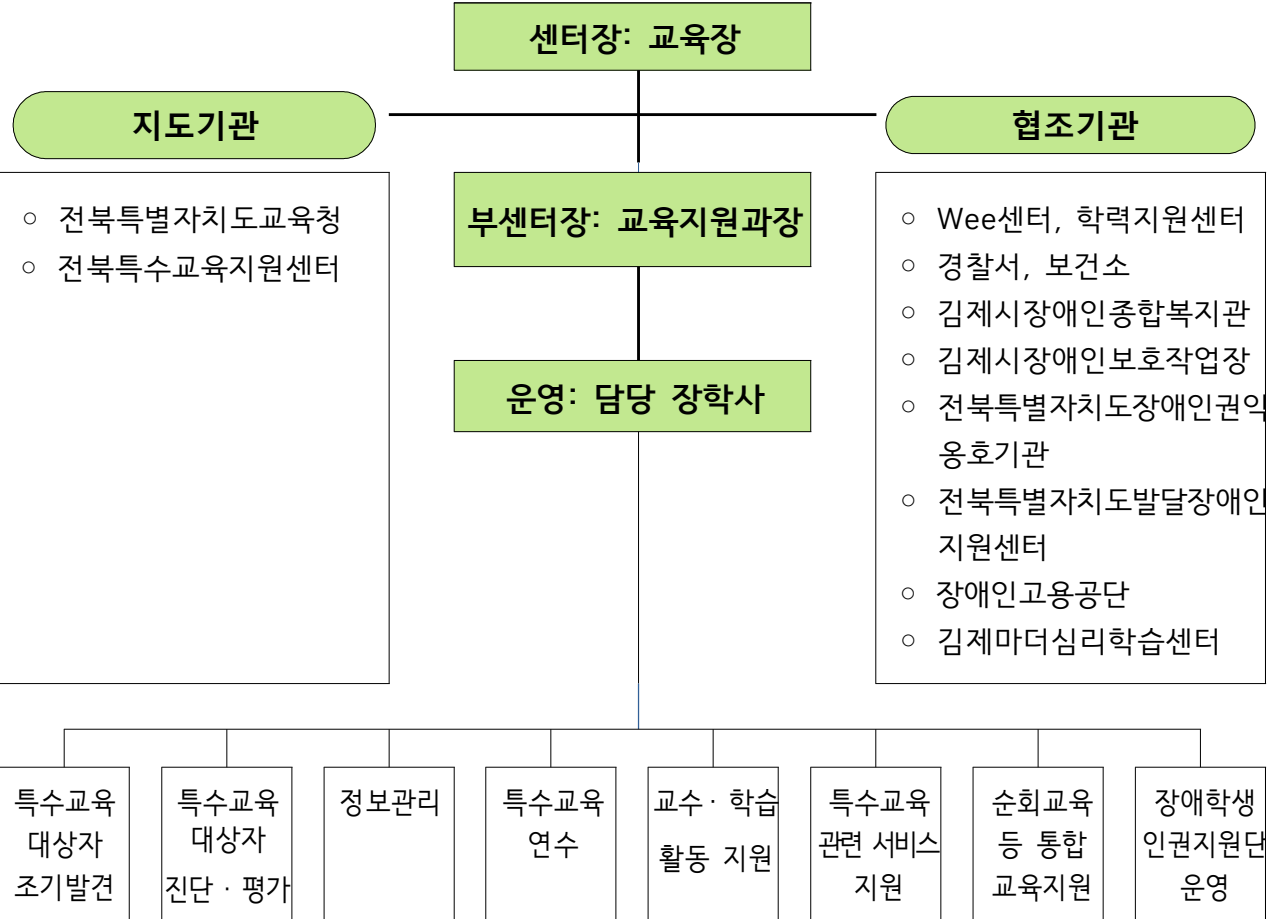 센터장: 교육장
지도기관
협조기관
○ 전북특별자치도교육청
○ 전북특수교육지원센터
부센터장: 교육지원과장
운영: 담당 장학사
○ Wee센터, 학력지원센터
○ 경찰서, 보건소
○ 김제시장애인종합복지관
○ 김제시장애인보호작업장
○ 전북특별자치도장애인권익
옹호기관
○ 전북특별자치도발달장애인
지원센터
○ 장애인고용공단
○ 김제마더심리학습센터
특수교육
대상자
조기발견
특수교육
대상자
진단 · 평가
정보관리
특수교육
연수
교수 · 학습
활동 지원
특수교육
관련 서비스
지원
순회교육
등 통합
교육지원
장애학생
인권지원단
운영